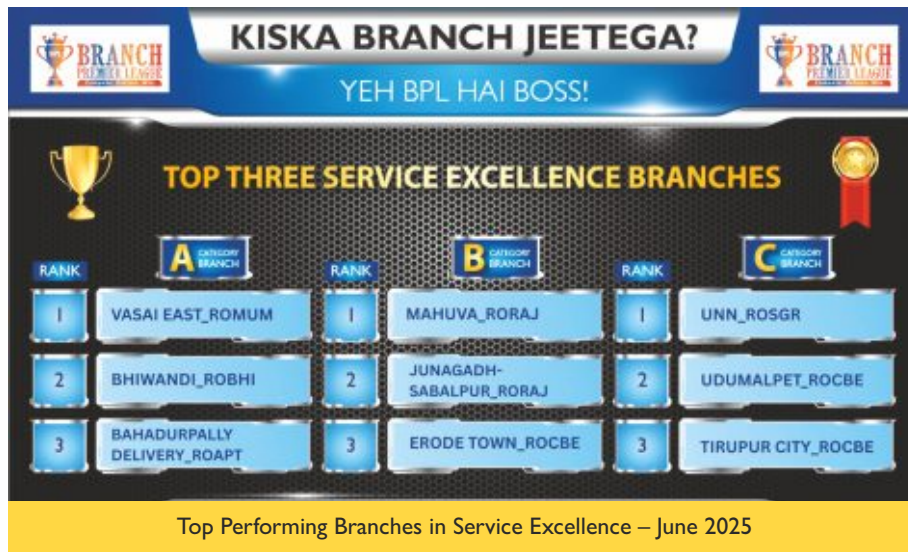 BRANCH
PREMIER LEAGUE
KISKA BRANCH JEETEGA?
YEH BPL HAI BOSS!
BRANCH
PREMIER LEAGUE
TOP THREE SERVICE EXCELLENCE BRANCHES
RANK
A CATEGORY
BRANCH
1
VASAI EAST_ROMUM
2
BHIWANDI_ROBHI
3
BAHADURPALLY
DELIVERY_ROAPT
RANK
B CATEGORY
BRANCH
1
MAHUVA_RORAJ
2
JUNAGADH-
SABALPUR_RORAJ
3
ERODE TOWN_ROCBE
RANK
C CATEGORY
BRANCH
1
UNN_ROSGR
2
UDUMALPET_ROCBE
3
TIRUPUR CITY_ROCBE
Top Performing Branches in Service Excellence – June 2025